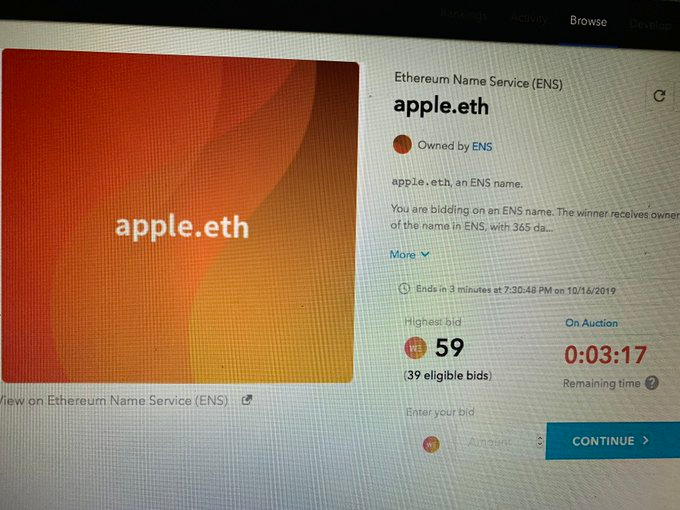 Rankings Activity Browse Develop
apple.eth
Ethereum Name Service (ENS)
apple.eth
Owned by ENS
apple.eth, an ENS name.
You are bidding on an ENS name. The winner receives owner
of the name in ENS, with 365 da...
More
Ends in 3 minutes at 7:30:48 PM on 10/16/2019
Highest bid
WE 59
(39 eligible bids)
On Auction
0:03:17
Remaining time ?
View on Ethereum Name Service (ENS)
Enter your bid
WE Amount
CONTINUE >